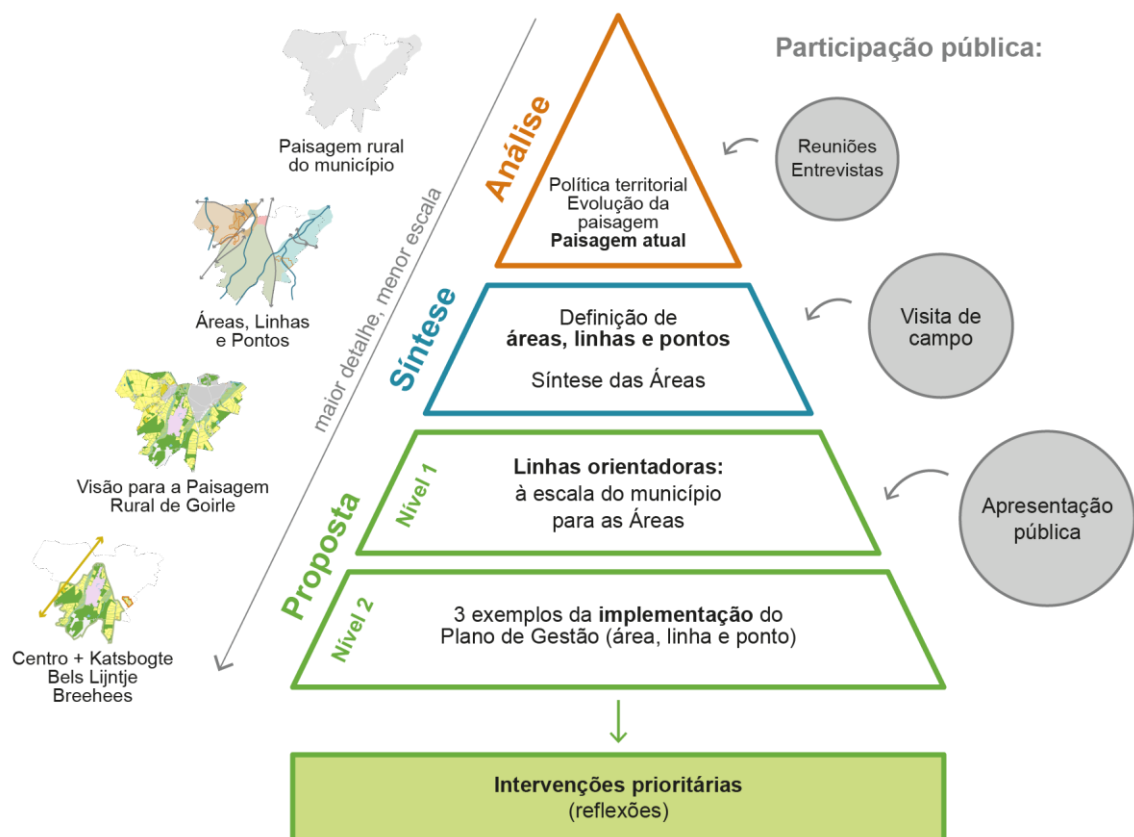 Participação pública:
Paisagem rural
do município
Áreas, Linhas
e Pontos
Visão para a Paisagem
Rural de Goirle
Centro + Katsbogte
Bels Lijntje
Breehees
maior detalhe, menor escala
Análise
Política territorial
Evolução da
paisagem
Paisagem atual
Reuniões
Entrevistas
Síntese
Definição de
áreas, linhas e pontos
Síntese das Áreas
Visita de
campo
Proposta
Nível 1
Linhas orientadoras:
à escala do município
para as Áreas
Apresentação
pública
Nível 2
3 exemplos da implementação do
Plano de Gestão (área, linha e ponto)
Intervenções prioritárias
(reflexões)